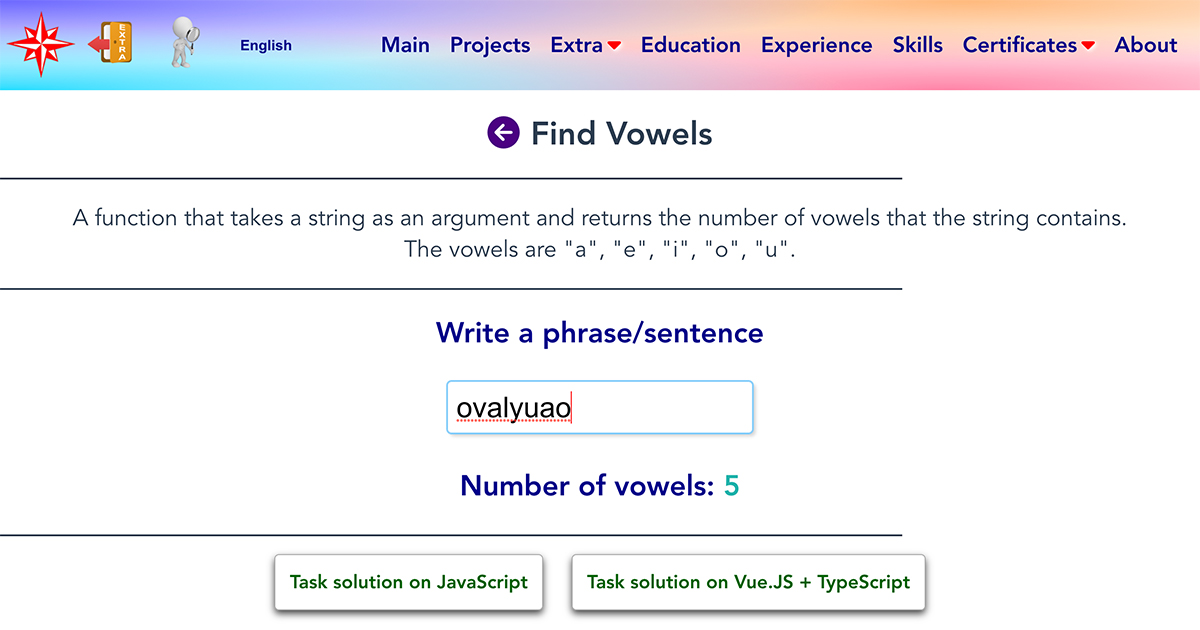 EXTRA
English
Main Projects Extra Education Experience Skills Certificates About
Find Vowels
A function that takes a string as an argument and returns the number of vowels that the string contains.
The vowels are "a", "e", "i", "o", "u".
Write a phrase/sentence
ovalyuao
Number of vowels: 5
Task solution on JavaScript
Task solution on Vue.JS + TypeScript